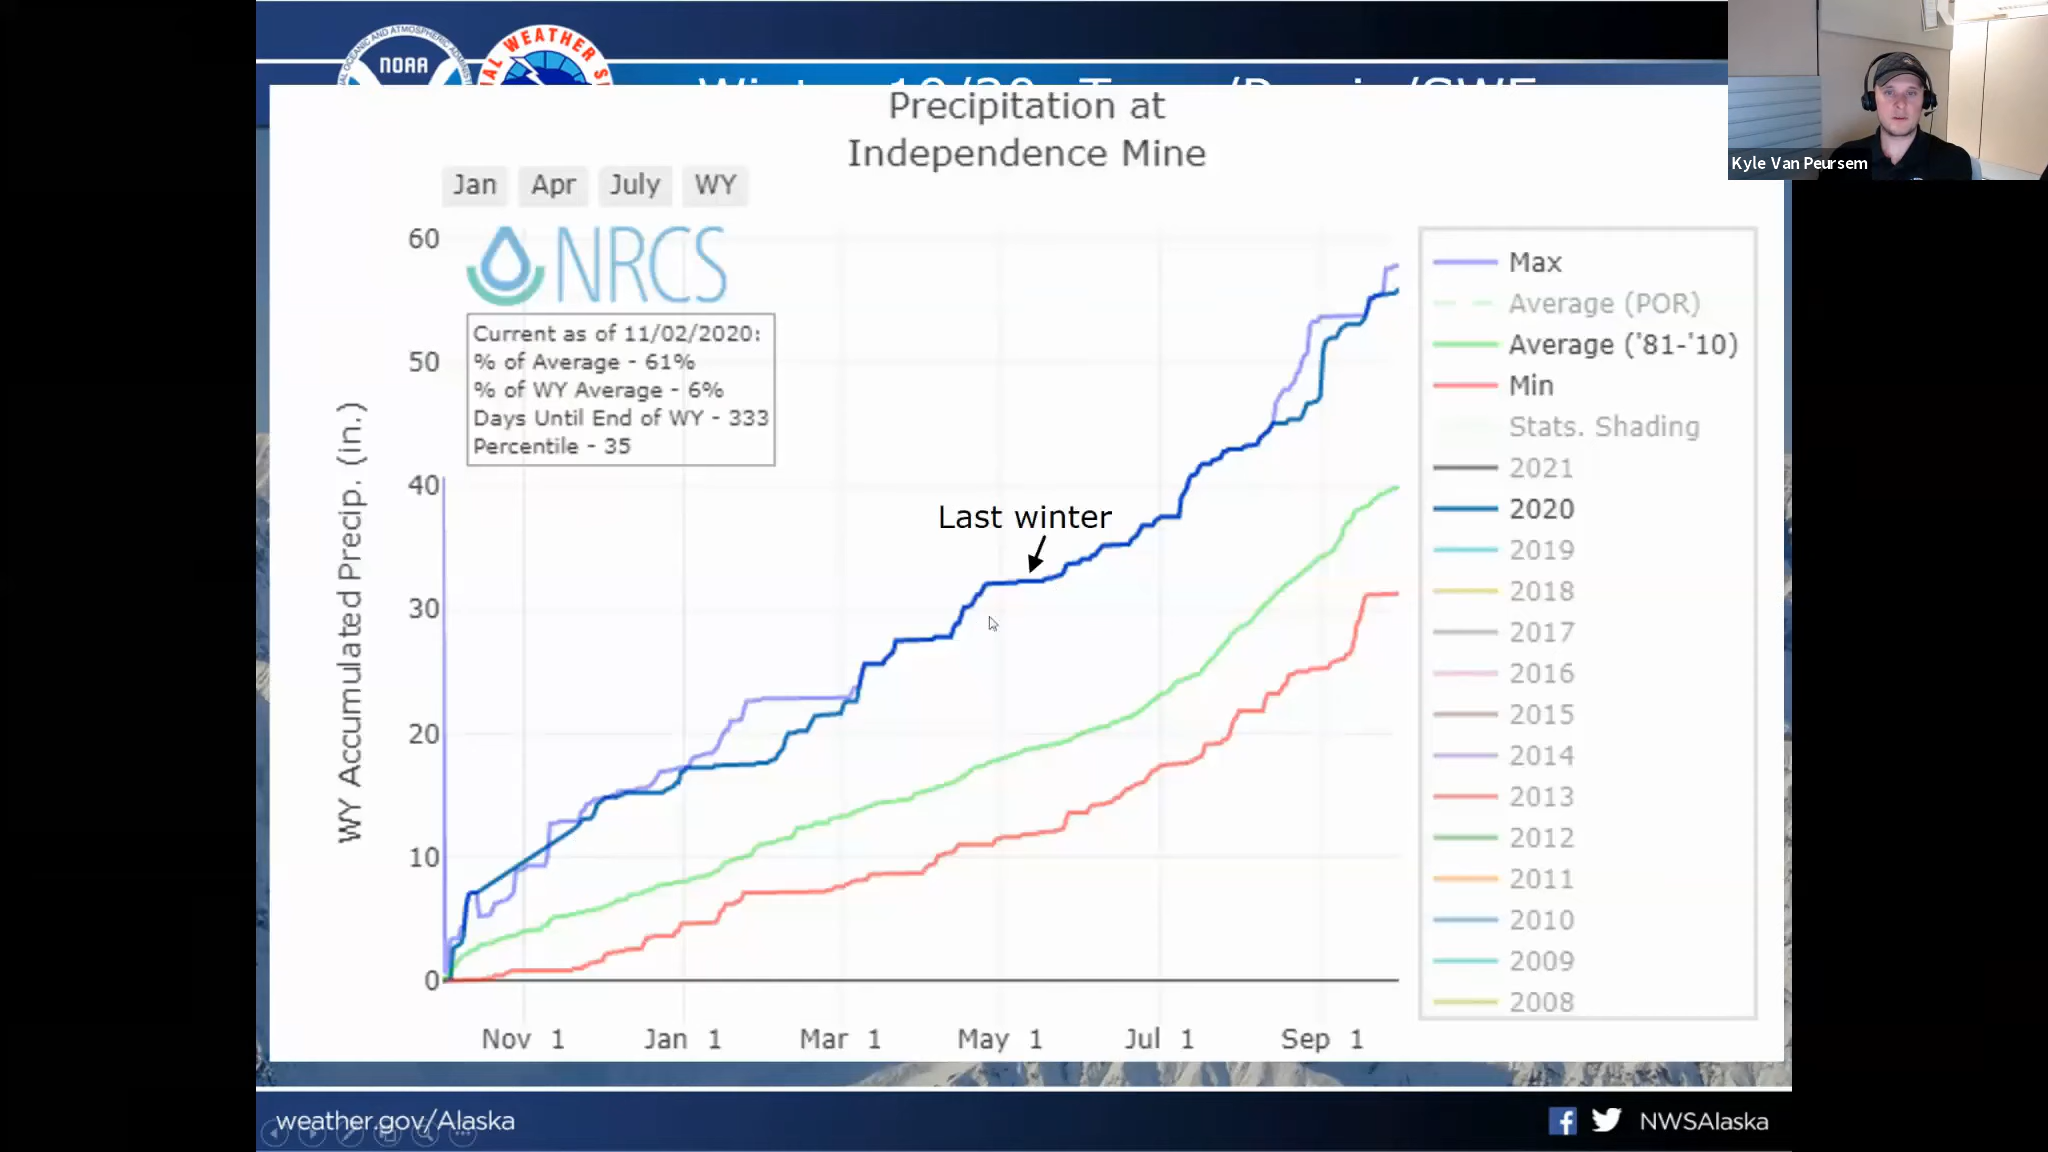 NOAA
WEATHER
Precipitation at
Independence Mine
Kyle Van Peursem
Jan Apr July WY
NRCS
Current as of 11/02/2020:
% of Average - 61%
% of WY Average - 6%
Days Until End of WY - 333
Percentile - 35
WY Accumulated Precip. (in.)
60
50
40
30
20
10
0
Last winter
Nov 1 Jan 1 Mar 1 May 1 Jul 1 Sep 1
Max
Average (POR)
Average ('81-'10)
Min
Stats. Shading
2021
2020
2019
2018
2017
2016
2015
2014
2013
2012
2011
2010
2009
2008
weather.gov/Alaska
NWSAlaska